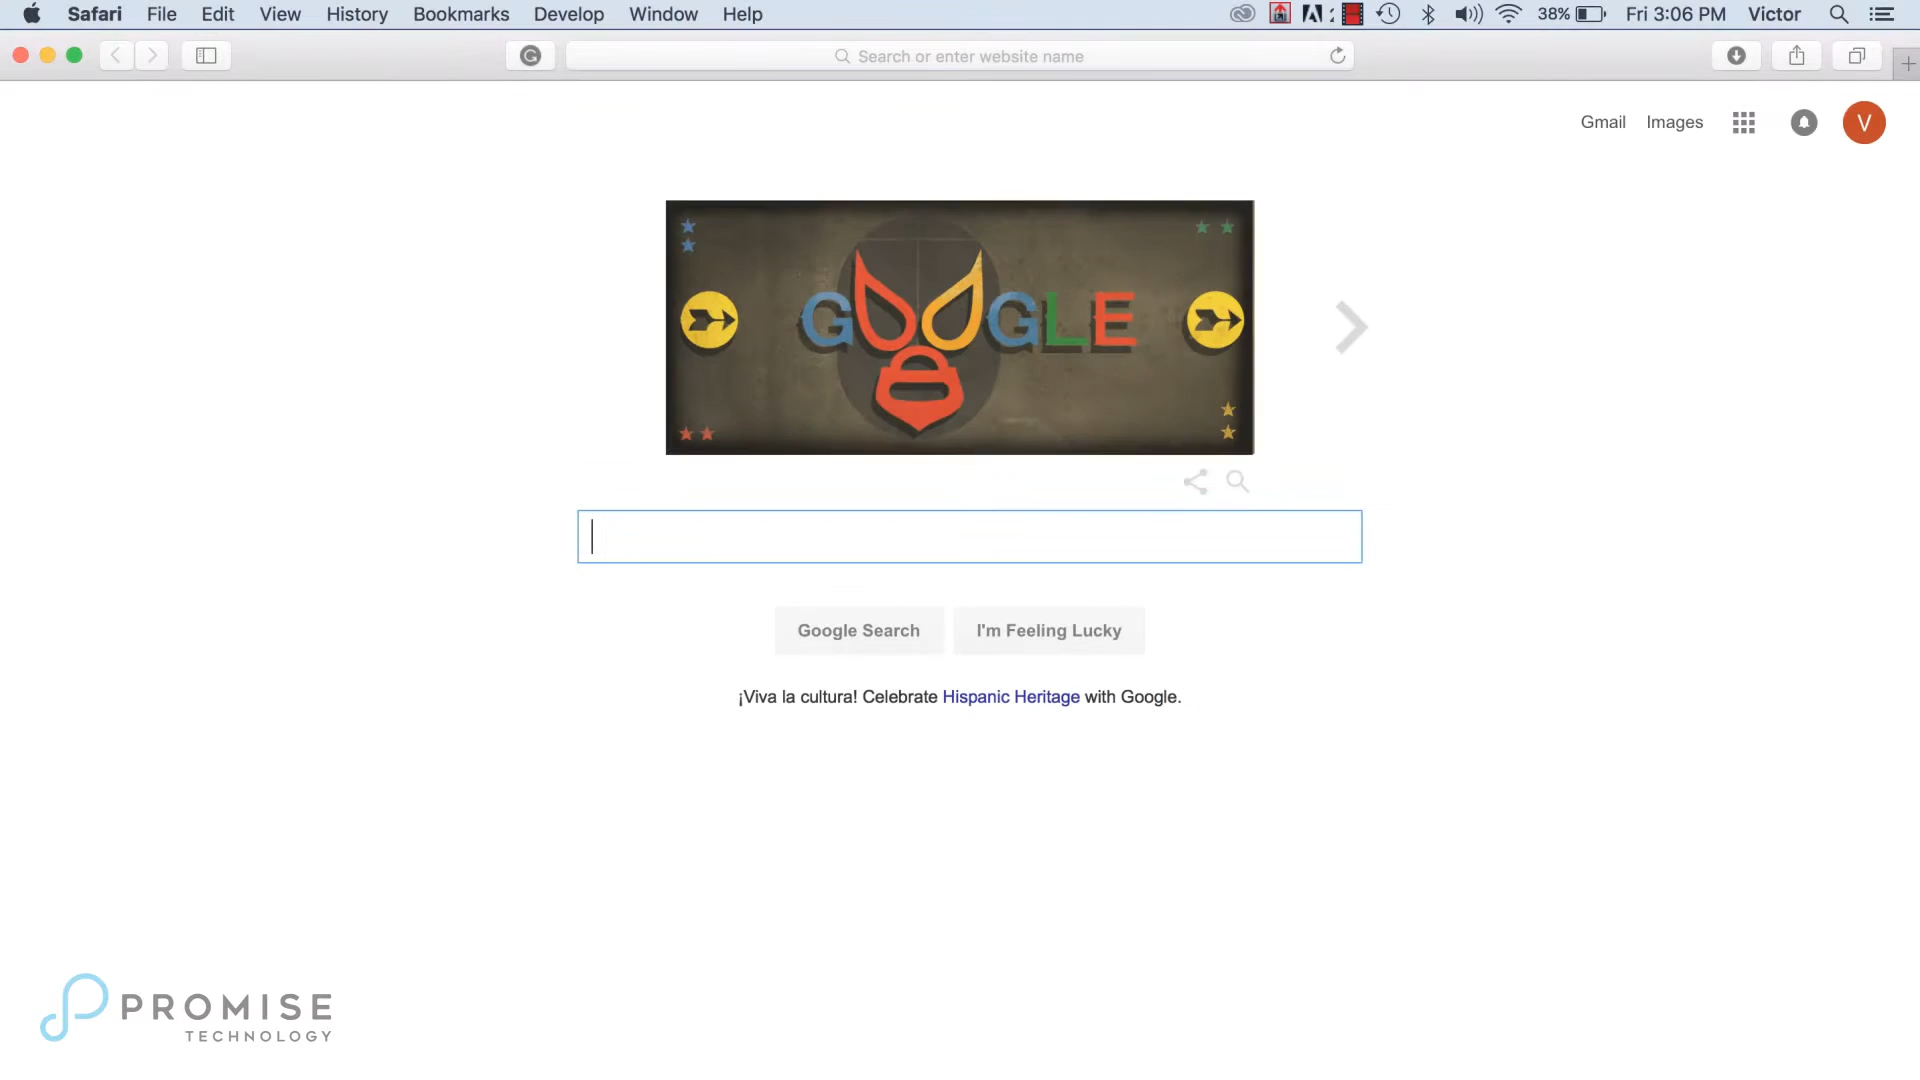 Safari File Edit View History Bookmarks Develop Window Help 38% Fri 3:06 PM Victor
Search or enter website name
Gmail Images V
GOOGLE
Google Search I'm Feeling Lucky
¡Viva la cultura! Celebrate Hispanic Heritage with Google.
PROMISE
TECHNOLOGY